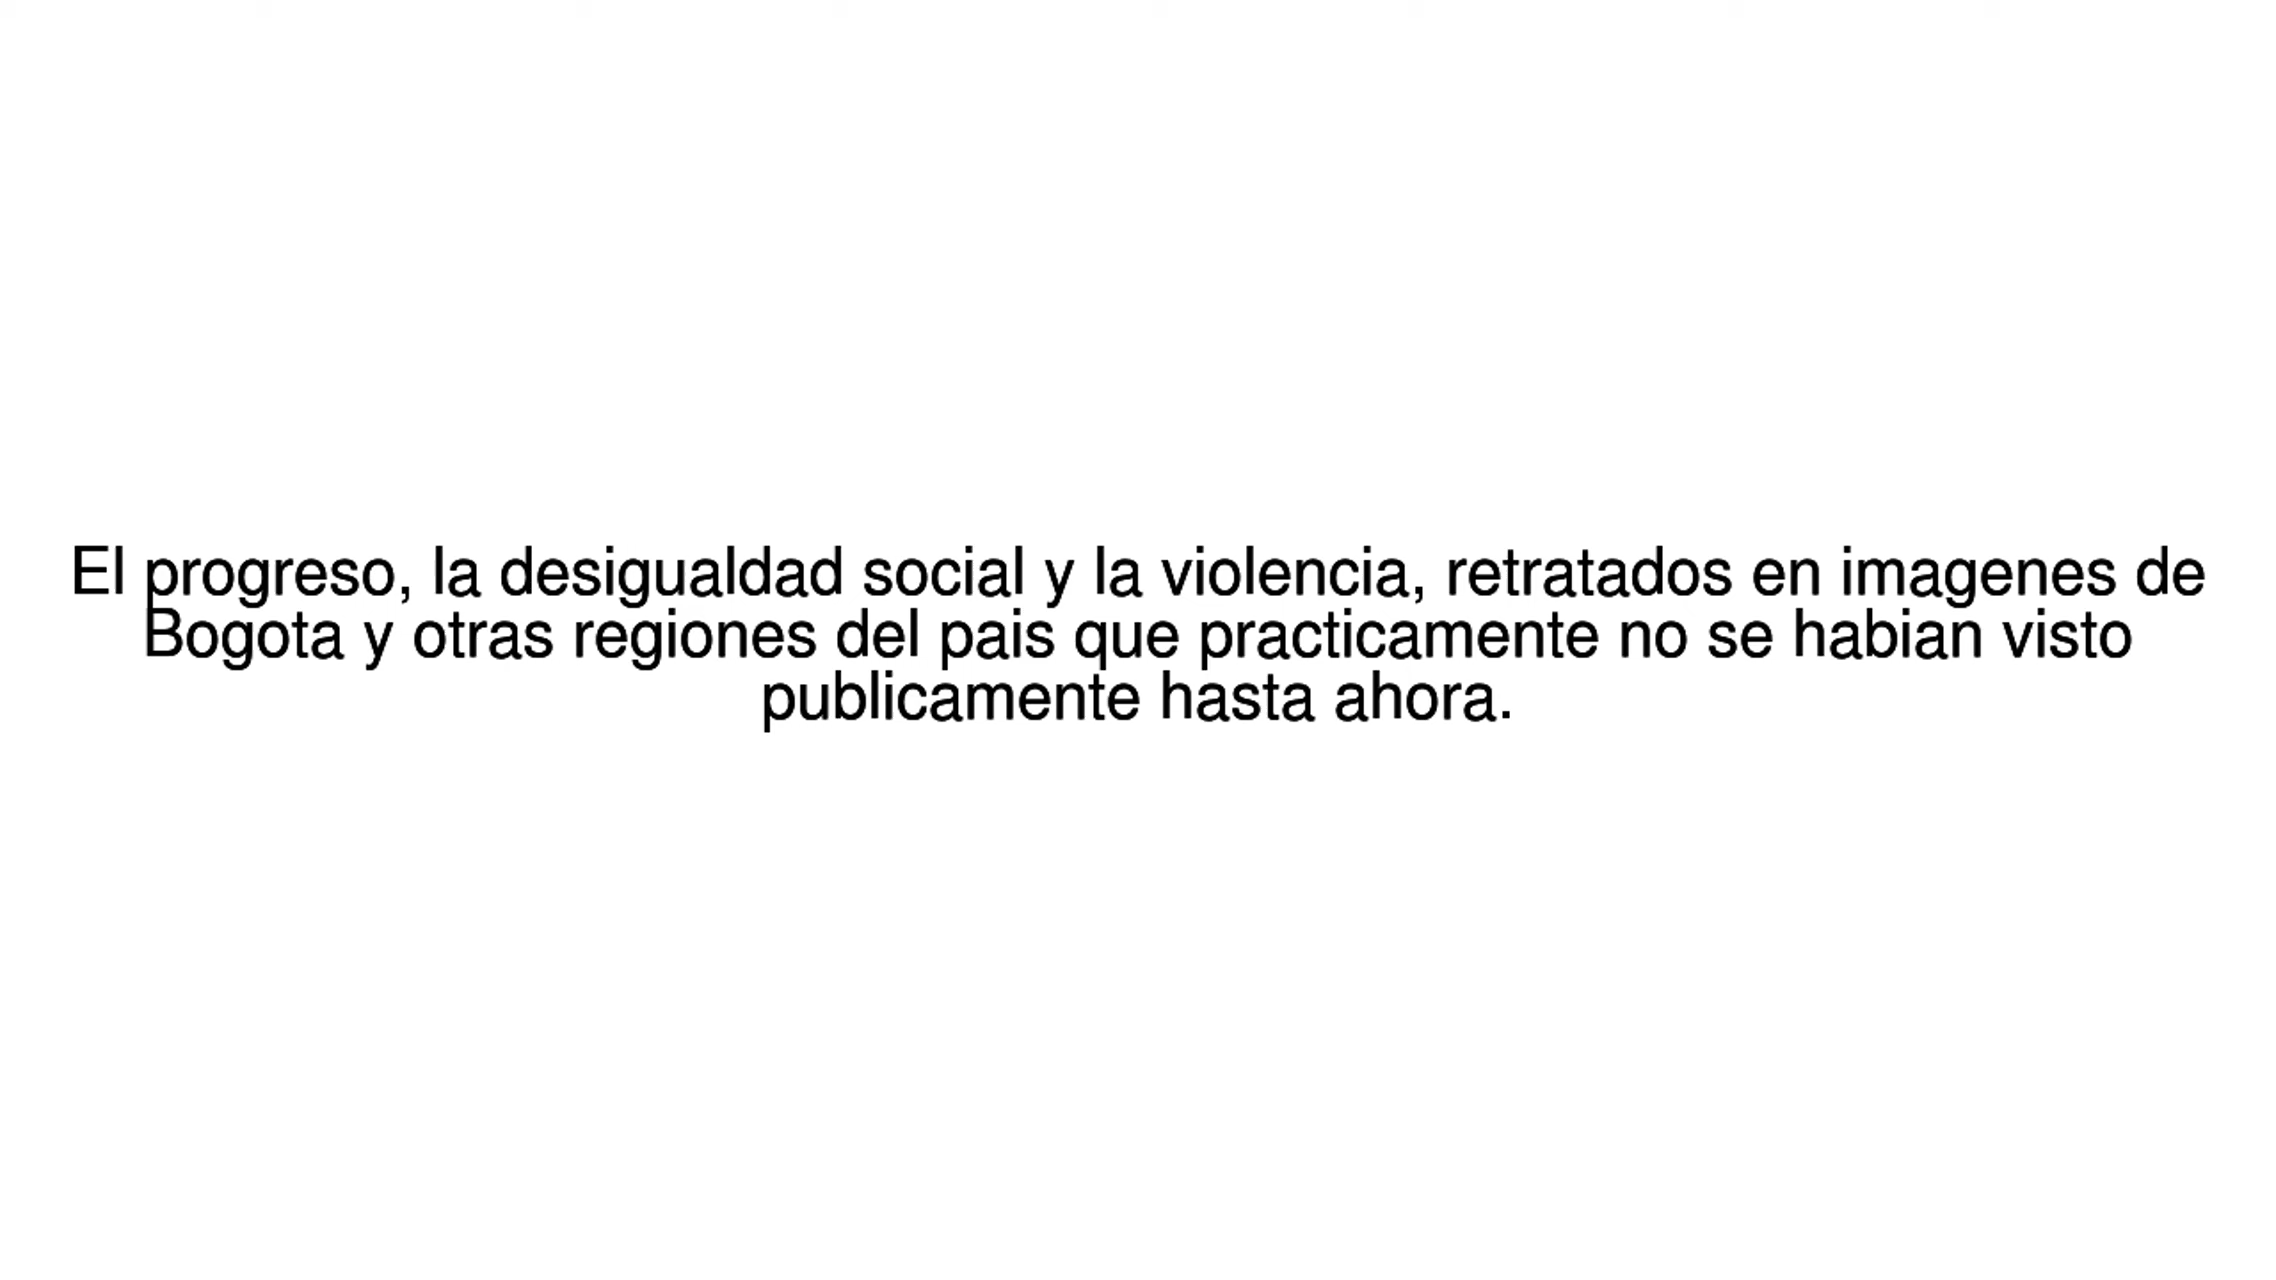 El progreso, la desigualdad social y la violencia, retratados en imagenes de
Bogota y otras regiones del pais que practicamente no se habian visto
publicamente hasta ahora.